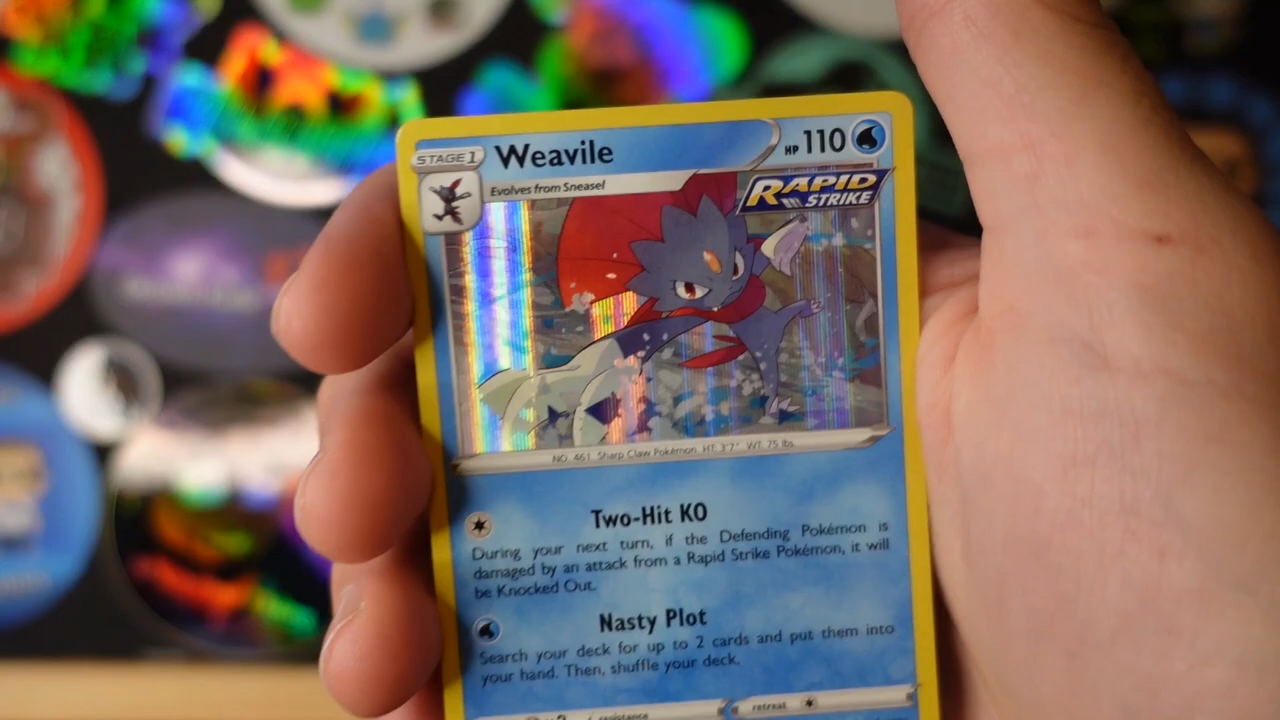 STAGE 1
Weavile
HP 110
Evolves from Sneasel
RAPID
STRIKE
NO. 461 Sharp Claw Pokémon HT: 3'7" WT: 75 lbs.
Two-Hit KO
During your next turn, if the Defending Pokémon is
damaged by an attack from a Rapid Strike Pokémon, it will
be Knocked Out.
Nasty Plot
Search your deck for up to 2 cards and put them into
your hand. Then, shuffle your deck.
resistance
retreat